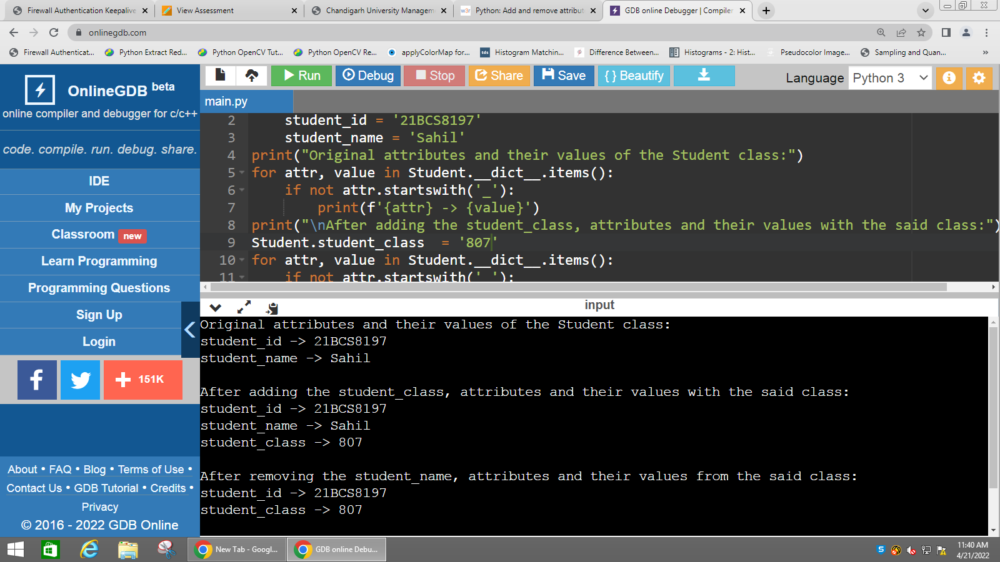 Firewall Authentication Keepalive
View Assessment
Chandigarh University Managem
Python: Add and remove attribut
GDB online Debugger | Compiler
onlinegdb.com
Firewall Authenticat...
Python Extract Red...
Python OpenCV Tut...
Python OpenCV Re...
applyColorMap for...
tds
Histogram Matchin...
Difference Between...
Histograms - 2: Hist...
Pseudocolor Image...
Sampling and Quan...
»
OnlineGDB beta
online compiler and debugger for c/c++
code. compile. run. debug. share.
IDE
My Projects
Classroom new
Learn Programming
Programming Questions
Sign Up
Login
f
+ 151K
About • FAQ • Blog • Terms of Use •
Contact Us • GDB Tutorial • Credits •
Privacy
© 2016 - 2022 GDB Online
Run
Debug
Stop
Share
Save
{ } Beautify
Language
Python 3
main.py
2     student_id = '21BCS8197'
3     student_name = 'Sahil'
4 print("Original attributes and their values of the Student class:")
5 for attr, value in Student.__dict__.items():
6     if not attr.startswith('_'):
7         print(f'{attr} -> {value}')
8 print("\nAfter adding the student_class, attributes and their values with the said class:")
9 Student.student_class  = '807'
10 for attr, value in Student.__dict__.items():
11     if not attr.startswith('_'):
input
Original attributes and their values of the Student class:
student_id -> 21BCS8197
student_name -> Sahil
After adding the student_class, attributes and their values with the said class:
student_id -> 21BCS8197
student_name -> Sahil
student_class -> 807
After removing the student_name, attributes and their values from the said class:
student_id -> 21BCS8197
student_class -> 807
New Tab - Googl...
GDB online Debu...
11:40 AM
4/21/2022